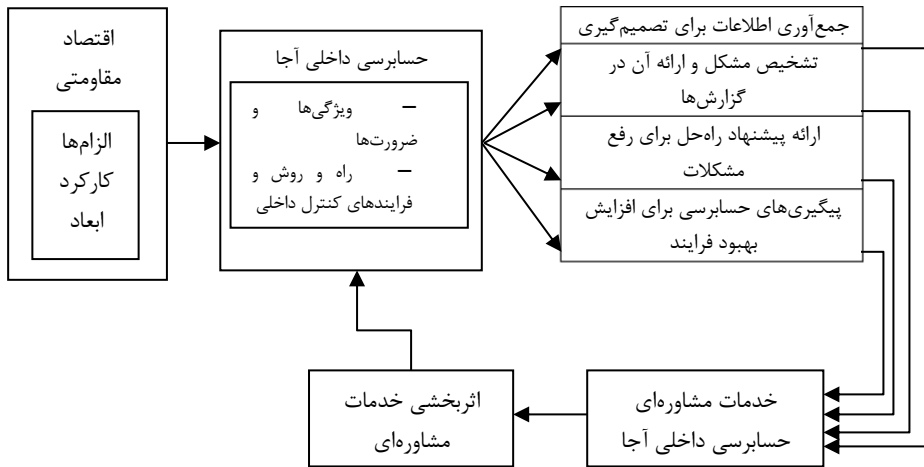 اقتصاد
مقاومتی
الزام‌ها
کارکرد
ابعاد
حسابرسی داخلی آجا
– ویژگی‌ها و
ضرورت‌ها
– راه و روش و
فرایندهای کنترل داخلی
جمع‌آوری اطلاعات برای تصمیم‌گیری
تشخیص مشکل و ارائه آن در
گزارش‌ها
ارائه پیشنهاد راه‌حل برای رفع
مشکلات
پیگیری‌های حسابرسی برای افزایش
بهبود فرایند
خدمات مشاوره‌ای
حسابرسی داخلی آجا
اثربخشی خدمات
مشاوره‌ای